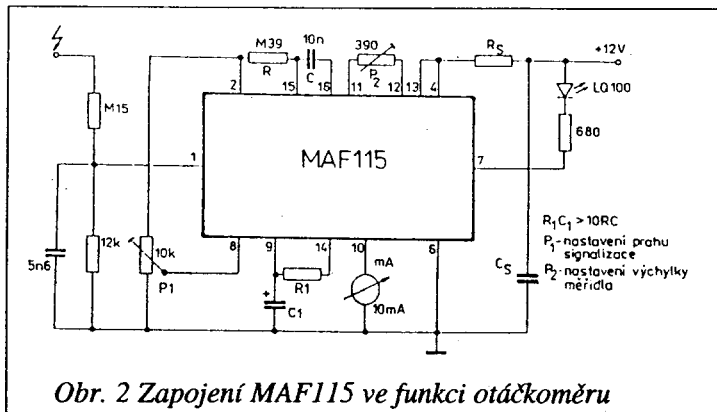 M39
R
10n
C
390
P2
RS
+12V
M15
2
15
16
11
12
13
4
LQ100
680
1
MAF115
7
12k
10k
5n6
P1
8
9
14
10
6
R1
C1
mA
10mA
CS
R1C1 > 10RC
P1-nastavení prahu
signalizace
P2-nastavení výchylky
měřidla
Obr. 2 Zapojení MAF115 ve funkci otáčkoměru